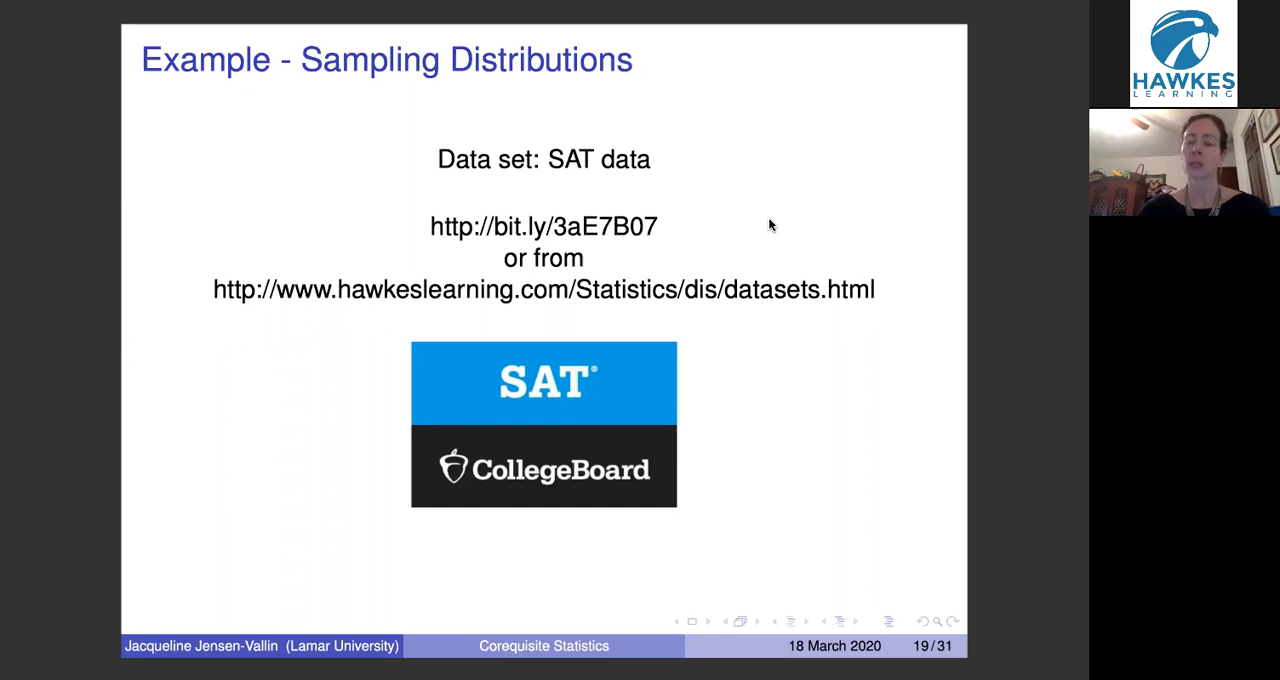 Example - Sampling Distributions
Data set: SAT data
http://bit.ly/3aE7B07
or from
http://www.hawkeslearning.com/Statistics/dis/datasets.html
SAT®
CollegeBoard
Jacqueline Jensen-Vallin (Lamar University)
Corequisite Statistics
18 March 2020
19/31
HAWKES
LEARNING